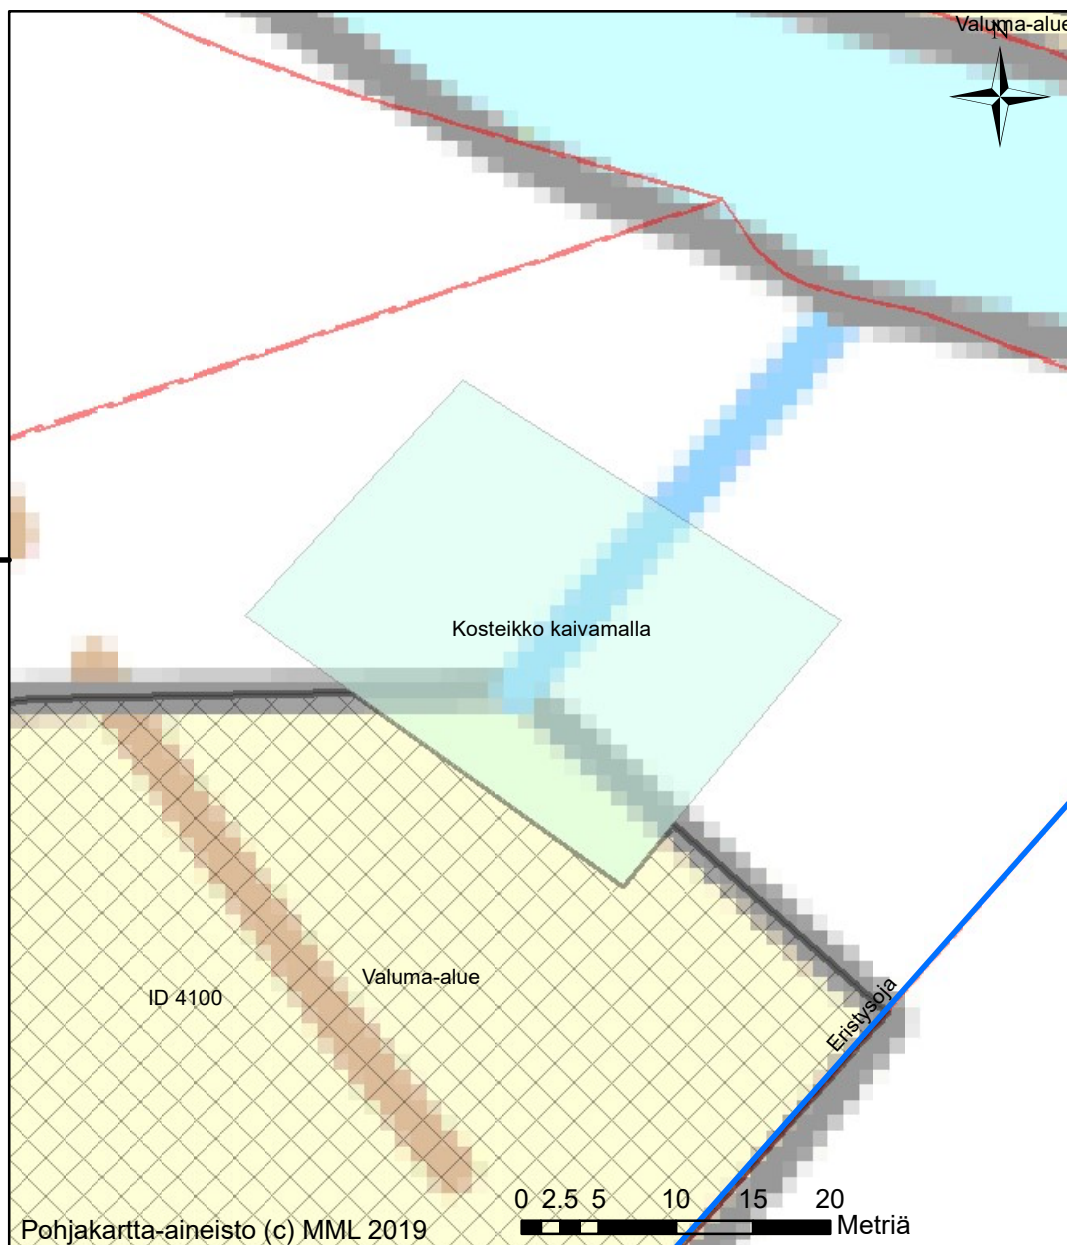 Valuma-alue
N
Kosteikko kaivamalla
Valuma-alue
ID 4100
Eristysoja
0 2.5 5 10 15 20
Metriä
Pohjakartta-aineisto (c) MML 2019